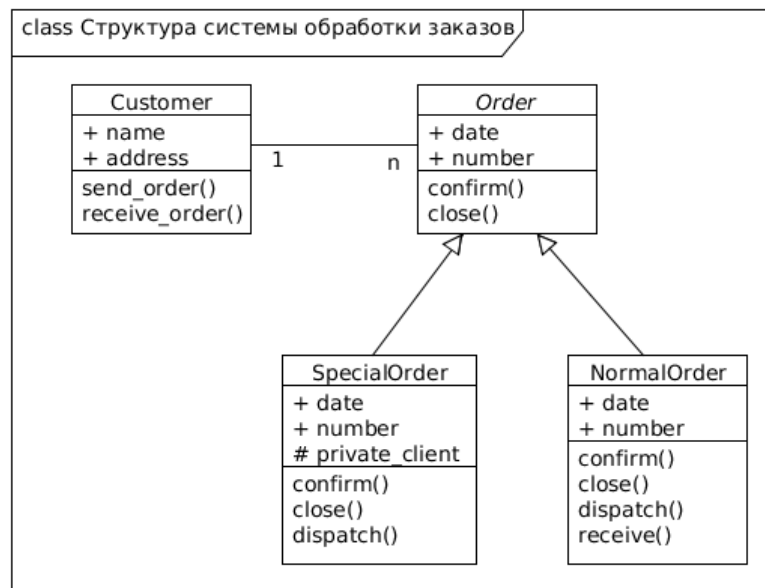 class Структура системы обработки заказов
Customer
+ name
+ address
send_order()
receive_order()
1
n
Order
+ date
+ number
confirm()
close()
SpecialOrder
+ date
+ number
# private_client
confirm()
close()
dispatch()
NormalOrder
+ date
+ number
confirm()
close()
dispatch()
receive()